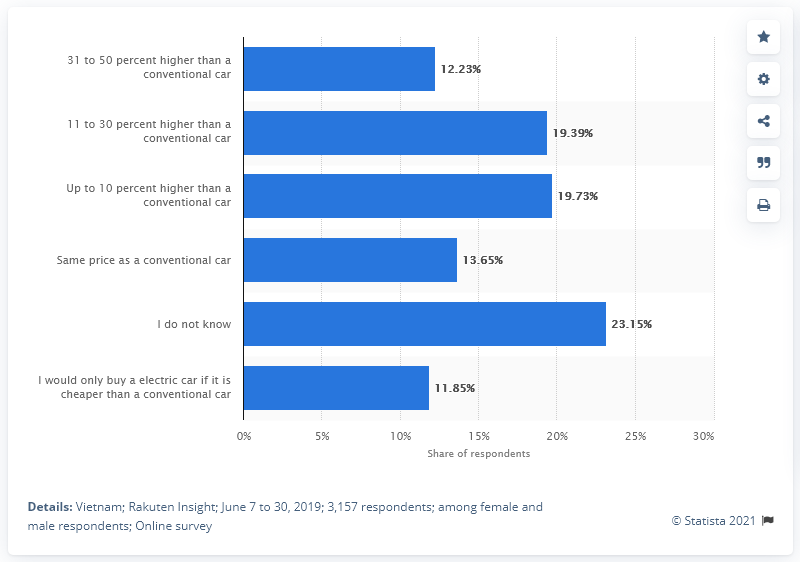 31 to 50 percent higher than a
conventional car
12.23%
11 to 30 percent higher than a
conventional car
19.39%
Up to 10 percent higher than a
conventional car
19.73%
Same price as a conventional car
13.65%
I do not know
23.15%
I would only buy a electric car if it is
cheaper than a conventional car
11.85%
0% 5% 10% 15% 20% 25% 30%
Share of respondents
Details: Vietnam; Rakuten Insight; June 7 to 30, 2019; 3,157 respondents; among female and
male respondents; Online survey
© Statista 2021